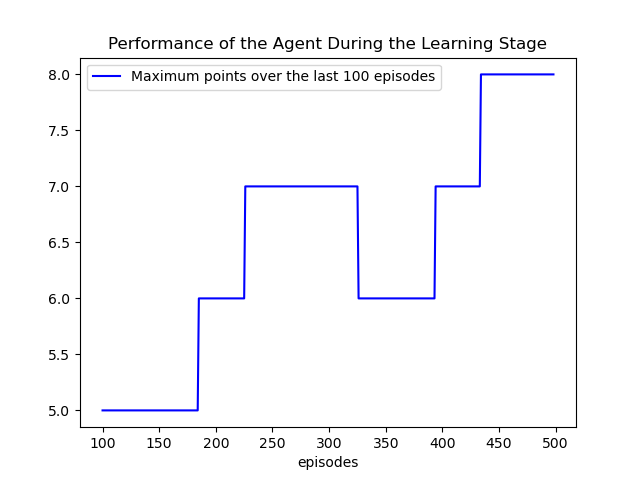 Performance of the Agent During the Learning Stage
Maximum points over the last 100 episodes
8.0
7.5
7.0
6.5
6.0
5.5
5.0
100 150 200 250 300 350 400 450 500
episodes